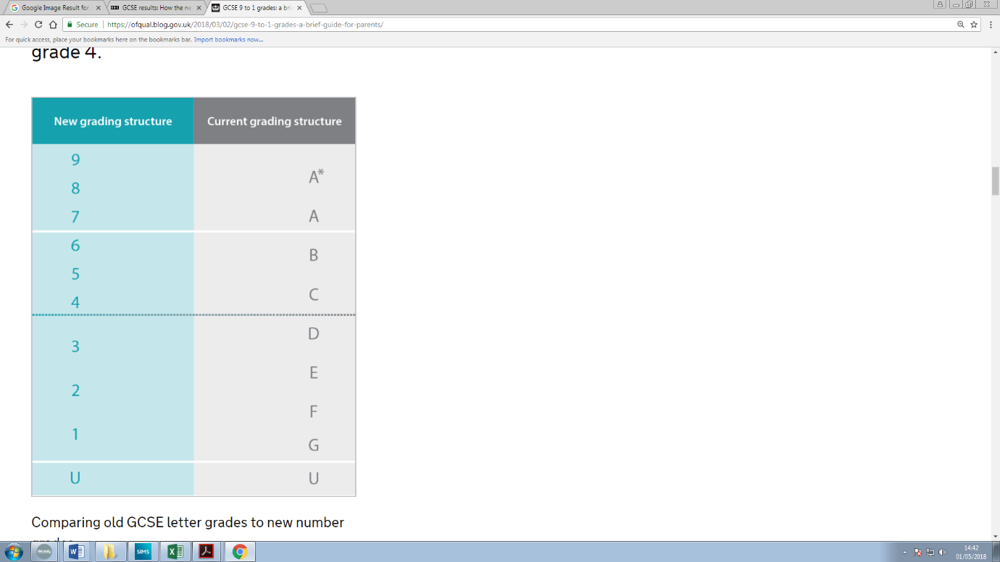 Google Image Result for
GCSE results: How the ne
GCSE 9 to 1 grades: a bri
Secure
https://ofqual.blog.gov.uk/2018/03/02/gcse-9-to-1-grades-a-brief-guide-for-parents/
For quick access, place your bookmarks here on the bookmarks bar. Import bookmarks now...
grade 4.
New grading structure Current grading structure
9
A*
8
7 A
6
B
5
4
C
D
3
E
2
F
1
G
U U
Comparing old GCSE letter grades to new number
SIMS
14:42
01/05/2018